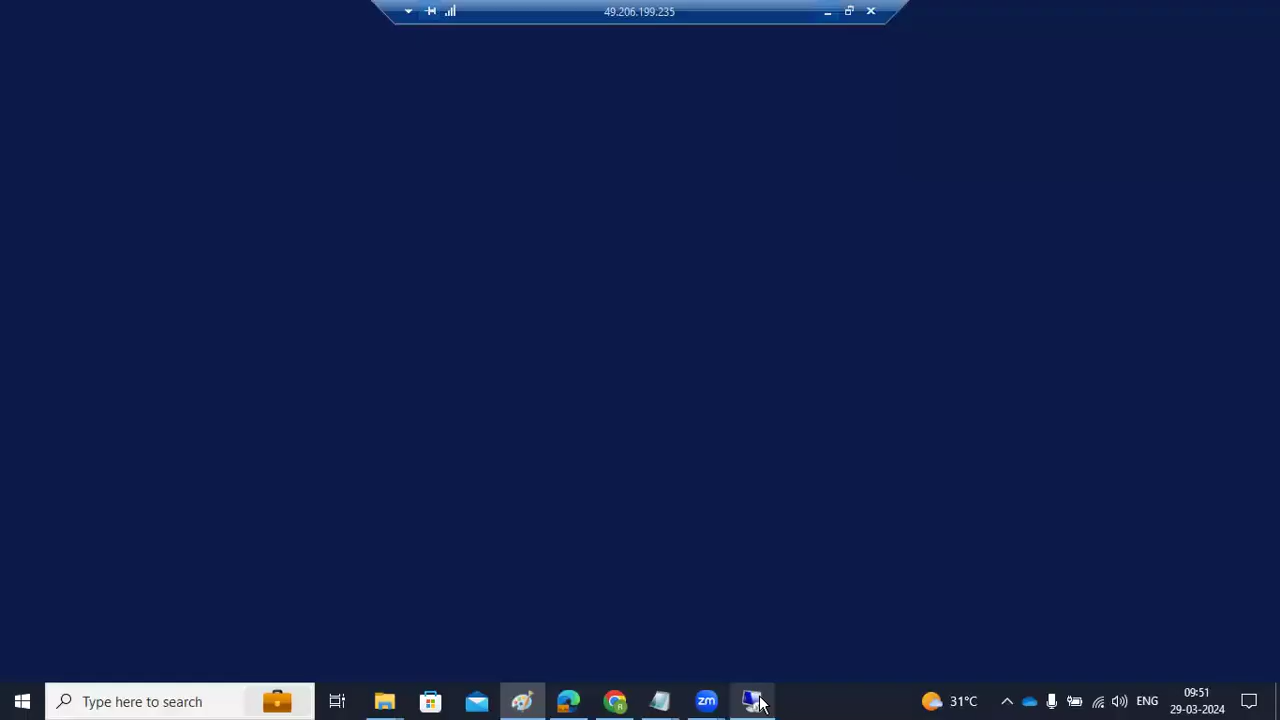 49.206.199.235
Type here to search
zm
31°C
ENG
09:51
29-03-2024